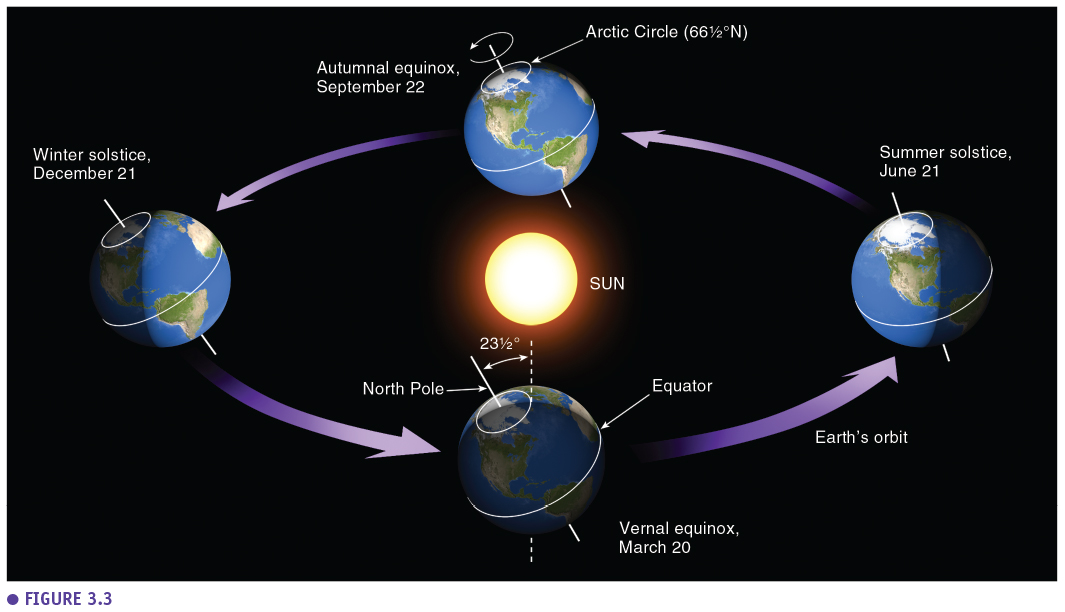 Arctic Circle (66½°N)
Autumnal equinox,
September 22
Winter solstice,
December 21
Summer solstice,
June 21
SUN
23½°
North Pole
Equator
Earth's orbit
Vernal equinox,
March 20
● FIGURE 3.3